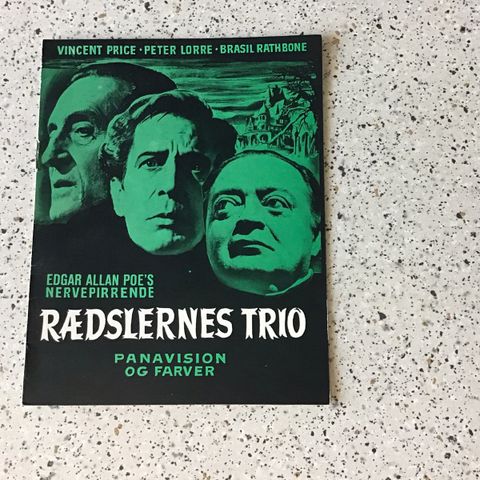 VINCENT PRICE · PETER LORRE · BRASIL RATHBONE
EDGAR ALLAN POE'S
NERVEPIRRENDE
RÆDSLERNES TRIO
PANAVISION
OG FARVER